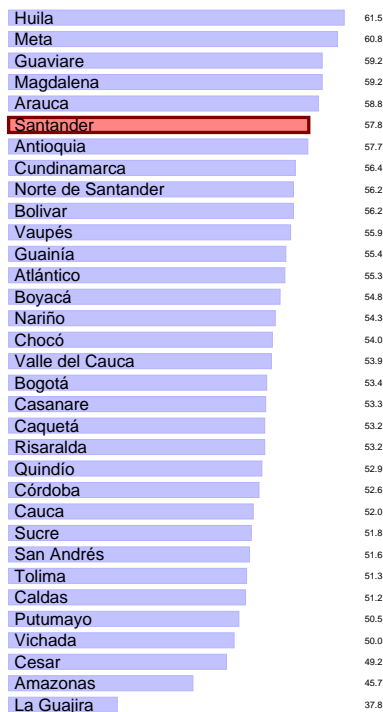 Huila 61.5
Meta 60.8
Guaviare 59.2
Magdalena 59.2
Arauca 58.8
Santander 57.8
Antioquia 57.7
Cundinamarca 56.4
Norte de Santander 56.2
Bolivar 56.2
Vaupés 55.9
Guainía 55.4
Atlántico 55.3
Boyacá 54.8
Nariño 54.3
Chocó 54.0
Valle del Cauca 53.9
Bogotá 53.4
Casanare 53.3
Caquetá 53.2
Risaralda 53.2
Quindío 52.9
Córdoba 52.6
Cauca 52.0
Sucre 51.8
San Andrés 51.6
Tolima 51.3
Caldas 51.2
Putumayo 50.5
Vichada 50.0
Cesar 49.2
Amazonas 45.7
La Guajira 37.8